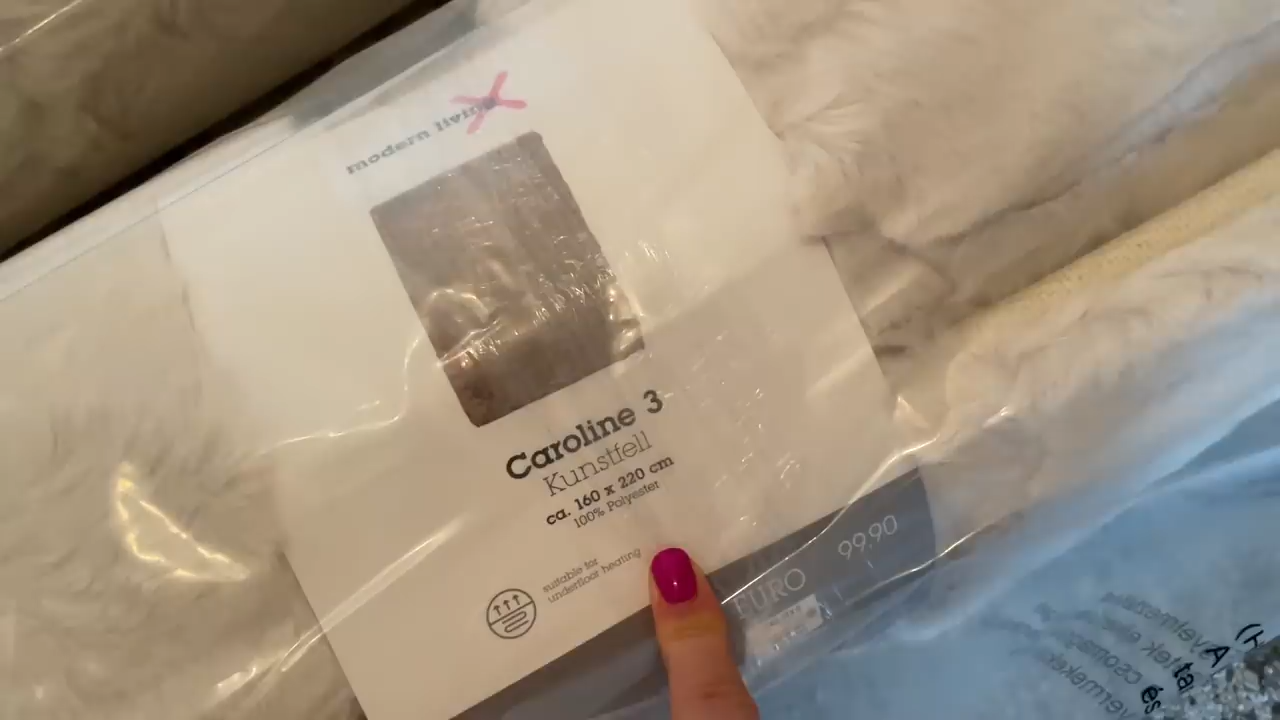 modern living
Caroline 3
Kunstfell
ca. 160 x 220 cm
100% Polyester
suitable for
underfloor heating
EURO 99,90